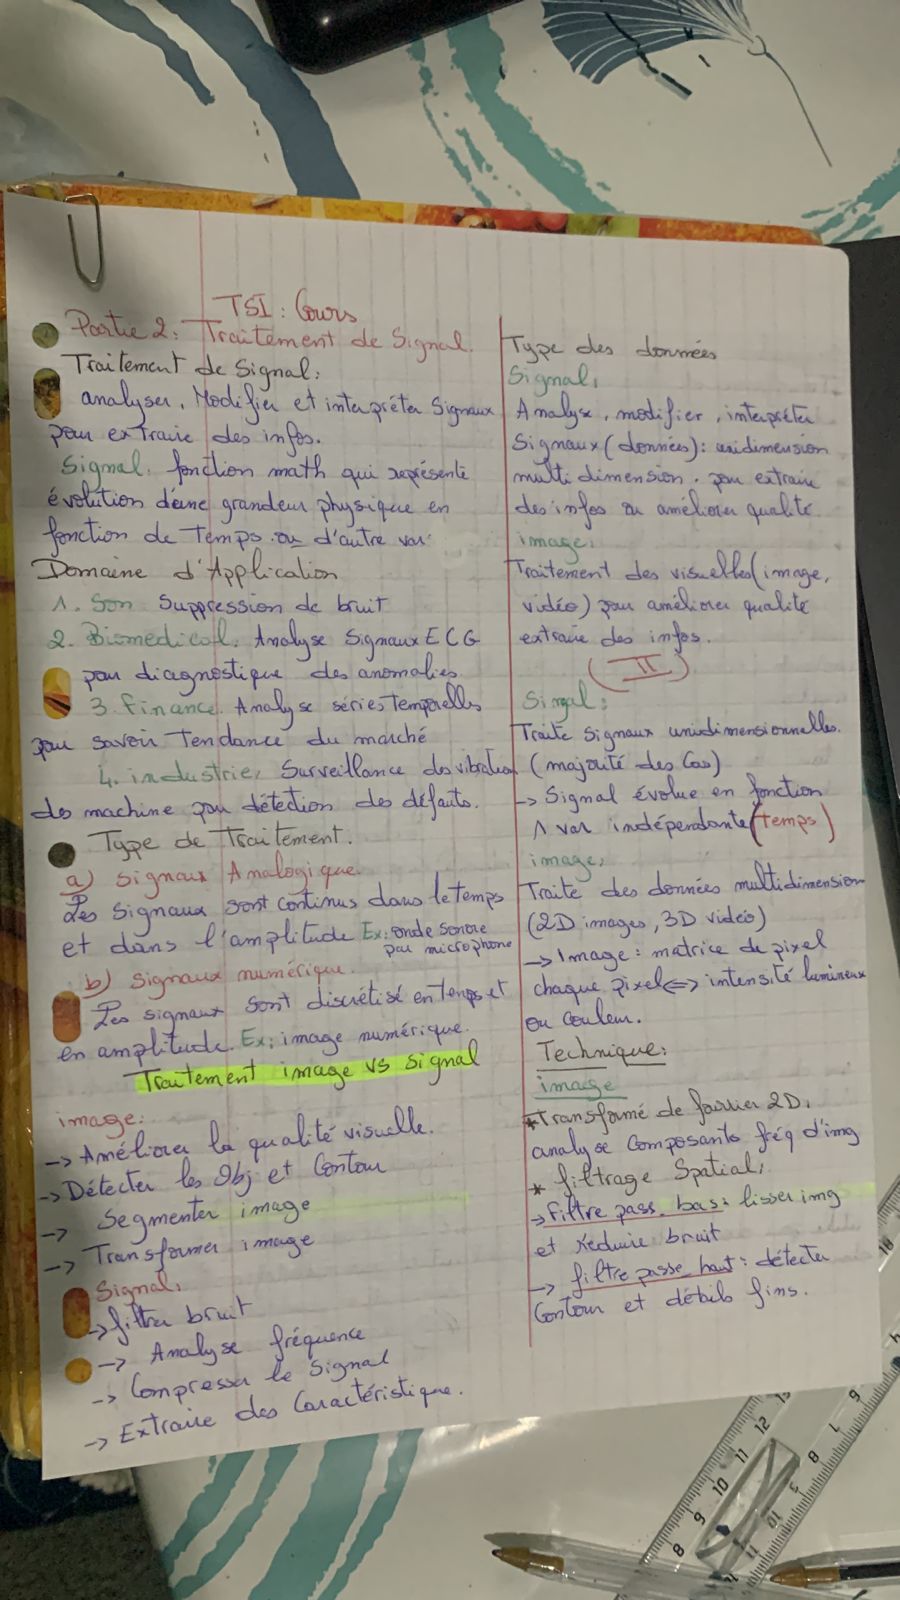 TSI: Cours
Partie 2: Traitement de Signal.
Traitement de Signal:
analyser, Modifier et interpréter Signaux
pour extraire des infos.
Signal: fonction math qui représente
évolution d'une grandeur physique en
fonction de Temps ou d'autre var.
Domaine d'Application
1. Son: Suppression de bruit
2. Biomedical: Analyse Signaux ECG
pour diagnostique des anomalies.
3. Finance: Analyse séries Temporelles
pour savoir Tendance du marché
4. industrie: Surveillance des
des machine pour détection des défauts.
Type de Traitement.
a) Signaux Analogique.
Les Signaux sont continus dans le temps
et dans l'amplitude Ex: onde sonore
par microphone
b) Signaux numérique.
Les signaux sont discrétisé en temps et
en amplitude. Ex: image numérique.
Traitement image vs Signal
image:
-> Améliorer la qualité visuelle.
-> Détecter les Obj et Contour
-> Segmenter image
-> Transformer image
Signal:
-> filtrer bruit
-> Analyse fréquence
-> Compresser le Signal
-> Extraire des Caractéristique.
Type des données
Signal:
Analyse, modifier, interpréter
Signaux (données): unidimension
multi dimension. pour extraire
des infos ou améliorer qualité
image:
Traitement des visuelles (image,
vidéo) pour améliorer qualité
extraire des infos.
(II)
Signal:
Traite Signaux unidimensionnelles.
(majorité des Cas)
-> Signal évolue en fonction
1 var indépendante (Temps)
image:
Traite des données multidimension
(2D images, 3D vidéo)
-> Image: matrice de pixel
chaque pixel <=> intensité lumineux
ou couleur.
Technique:
image
* Transformé de 2D:
analyse Composants fréq d'img
* filtrage Spatial:
-> Filtre pass-bas: lisser img
et Réduire bruit
-> filtre passe_haut: détecter
Contour et détails fins.
8 9 10 11 12